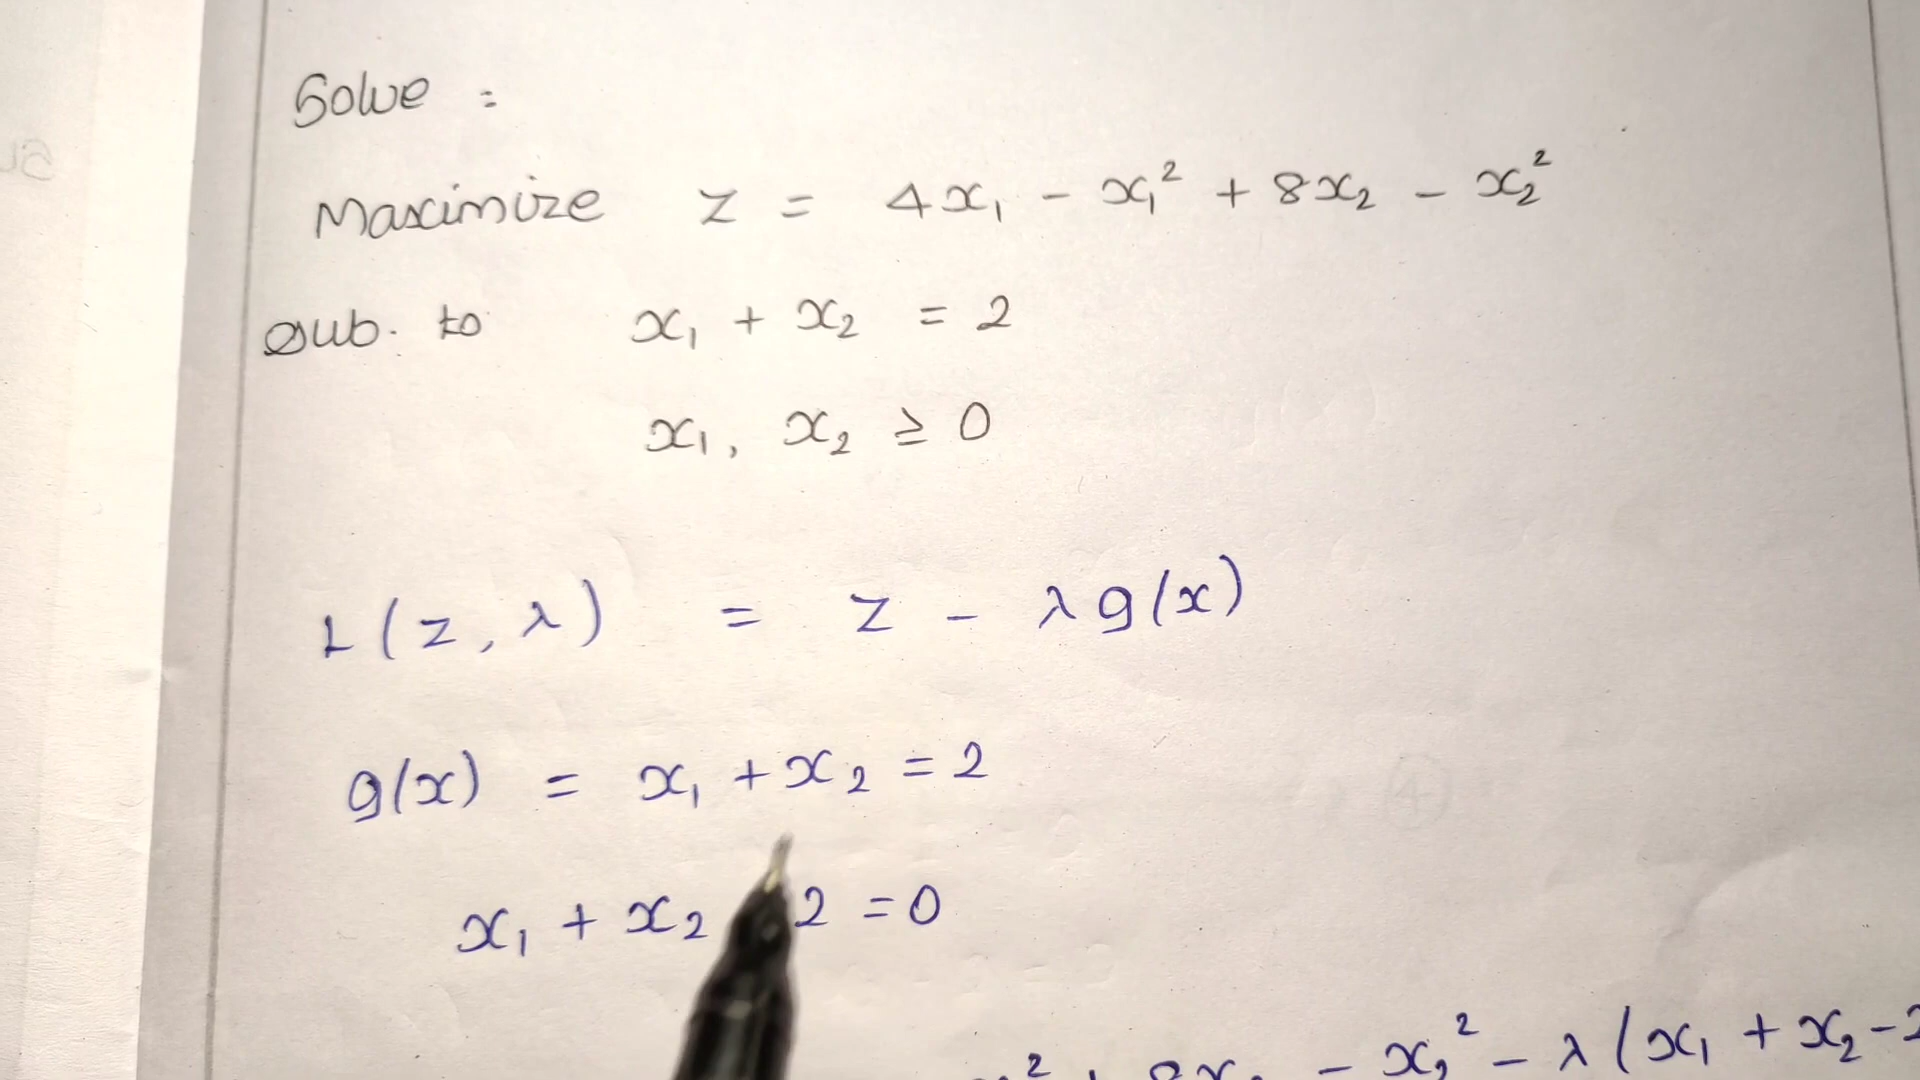 Solve :
Maximize z = 4x₁ - x₁² + 8x₂ - x₂²
Sub. to x₁ + x₂ = 2
x₁, x₂ ≥ 0
L(z, λ) = z - λg(x)
g(x) = x₁ + x₂ = 2
x₁ + x₂ 2 = 0
- x₂² - λ(x₁ + x₂ - 2